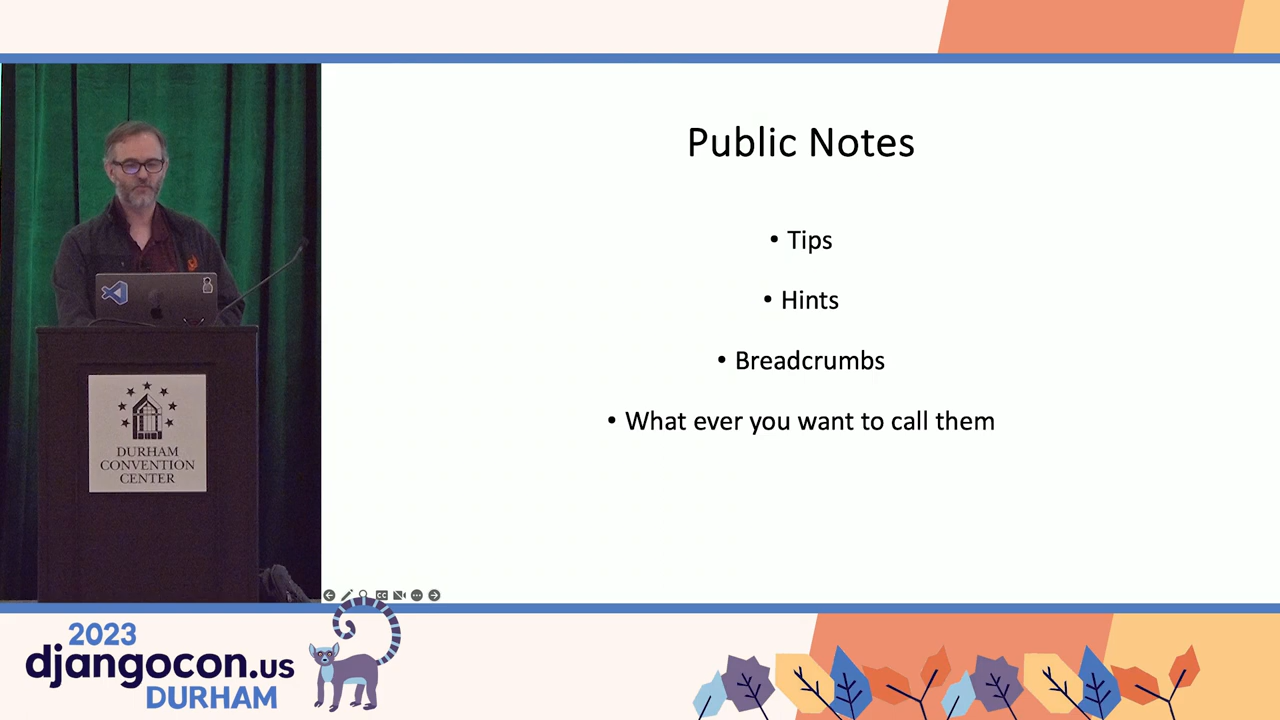 Public Notes
• Tips
• Hints
• Breadcrumbs
• What ever you want to call them
DURHAM
CONVENTION
CENTER
2023
djangocon.us
DURHAM